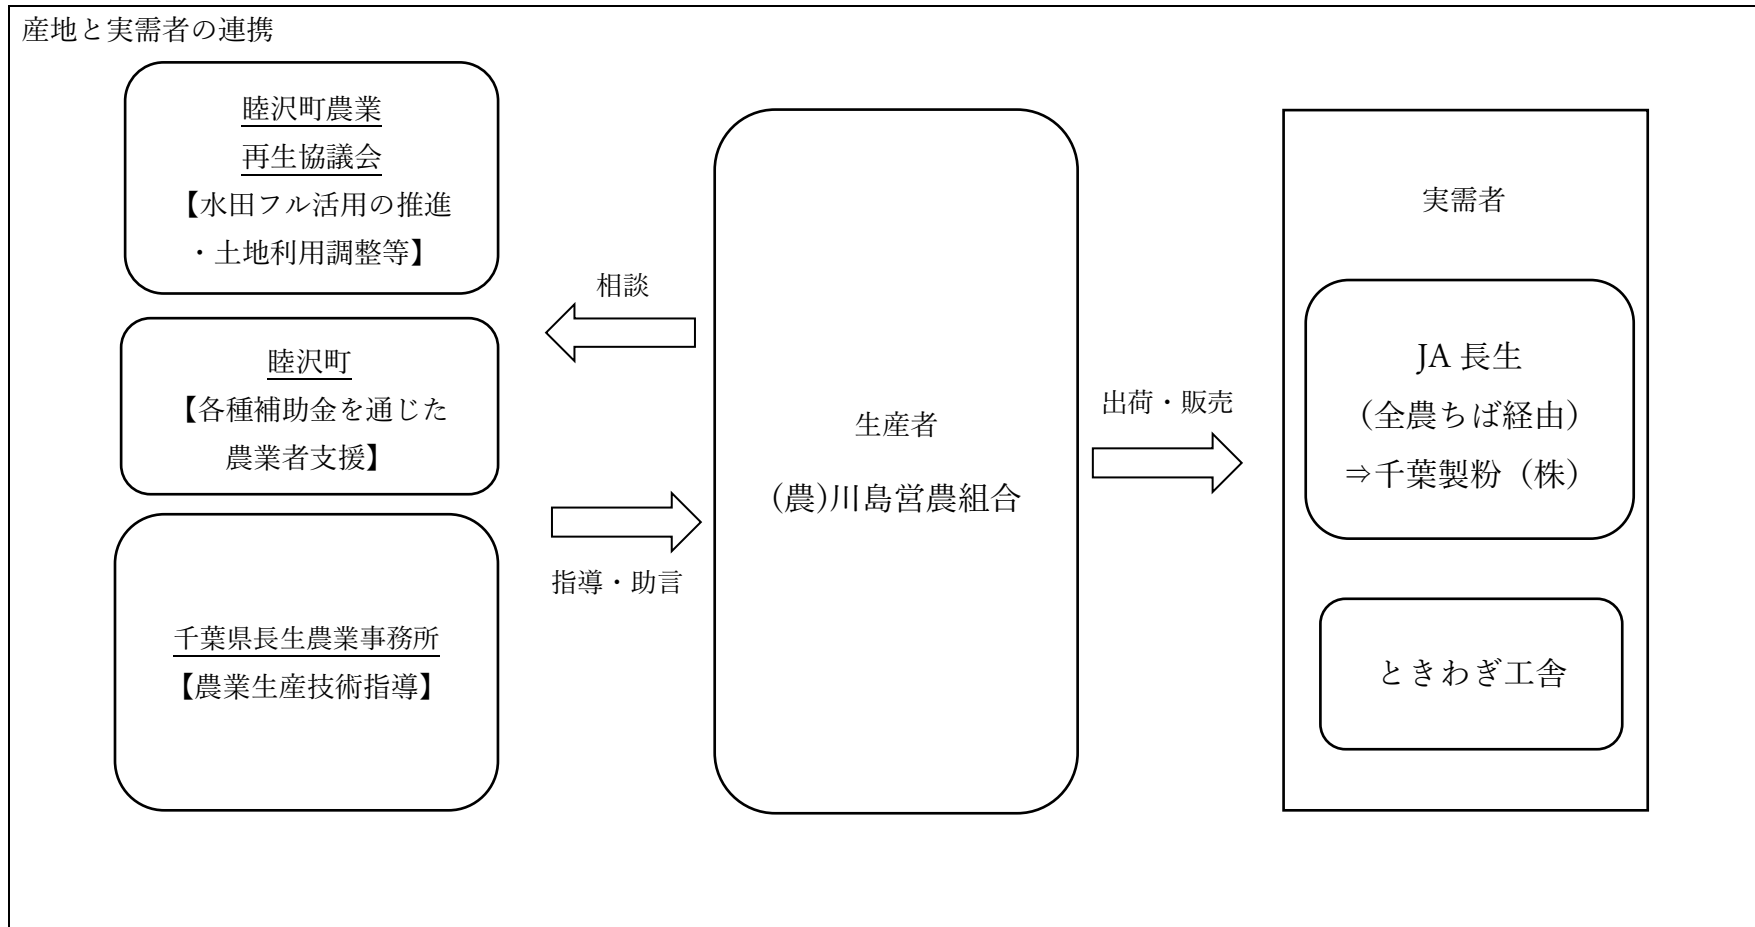 産地と実需者の連携
睦沢町農業
再生協議会
【水田フル活用の推進
・土地利用調整等】
睦沢町
【各種補助金を通じた
農業者支援】
千葉県長生農業事務所
【農業生産技術指導】
相談
指導・助言
生産者
(農)川島営農組合
出荷・販売
実需者
JA 長生
（全農ちば経由）
⇒千葉製粉（株）
ときわぎ工舎